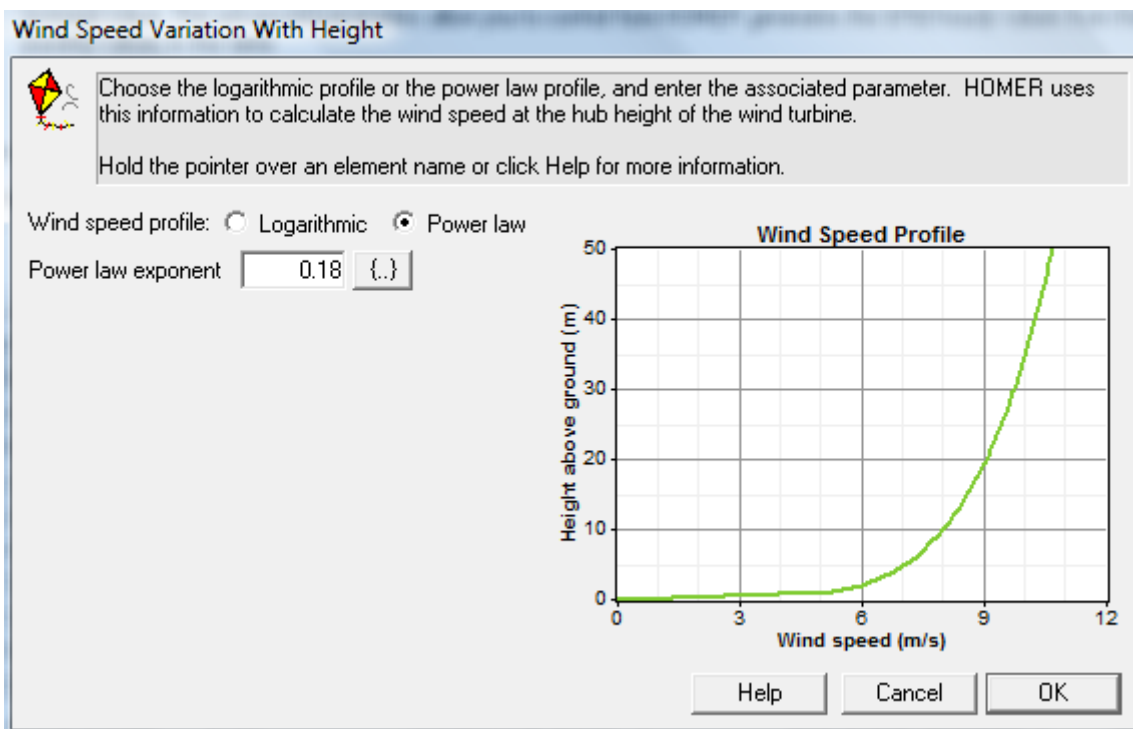 Wind Speed Variation With Height
Choose the logarithmic profile or the power law profile, and enter the associated parameter.  HOMER uses
this information to calculate the wind speed at the hub height of the wind turbine.
Hold the pointer over an element name or click Help for more information.
Wind speed profile: Logarithmic Power law
Power law exponent 0.18 {..}
Wind Speed Profile
Height above ground (m)
50
40
30
20
10
0
0 3 6 9 12
Wind speed (m/s)
Help Cancel OK